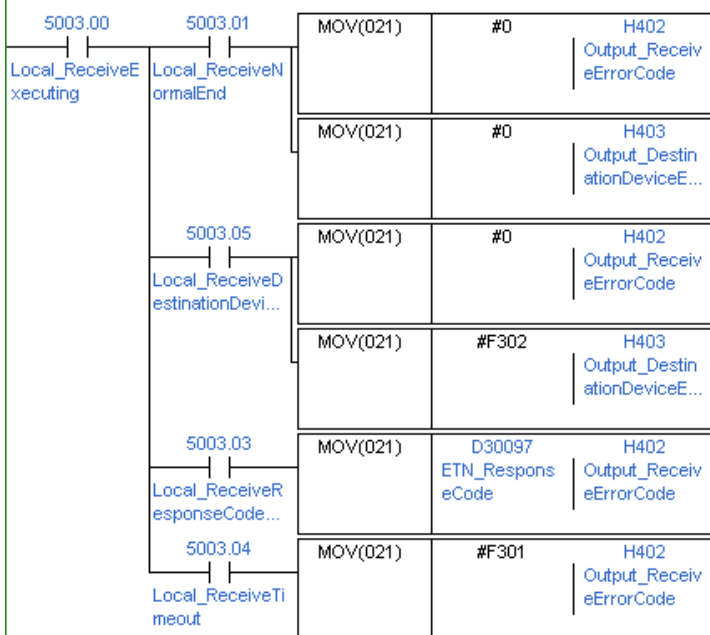 5003.00 5003.01 MOV(021) #0 H402
Local_ReceiveE Local_ReceiveN Output_Receiv
xecuting ormalEnd eErrorCode
MOV(021) #0 H403
Output_Destin
ationDeviceE...
5003.05 MOV(021) #0 H402
Local_ReceiveD Output_Receiv
estinationDevi... eErrorCode
MOV(021) #F302 H403
Output_Destin
ationDeviceE...
5003.03 MOV(021) D30097 H402
Local_ReceiveR ETN_Respons Output_Receiv
esponseCode... eCode eErrorCode
5003.04 MOV(021) #F301 H402
Local_ReceiveTi Output_Receiv
meout eErrorCode